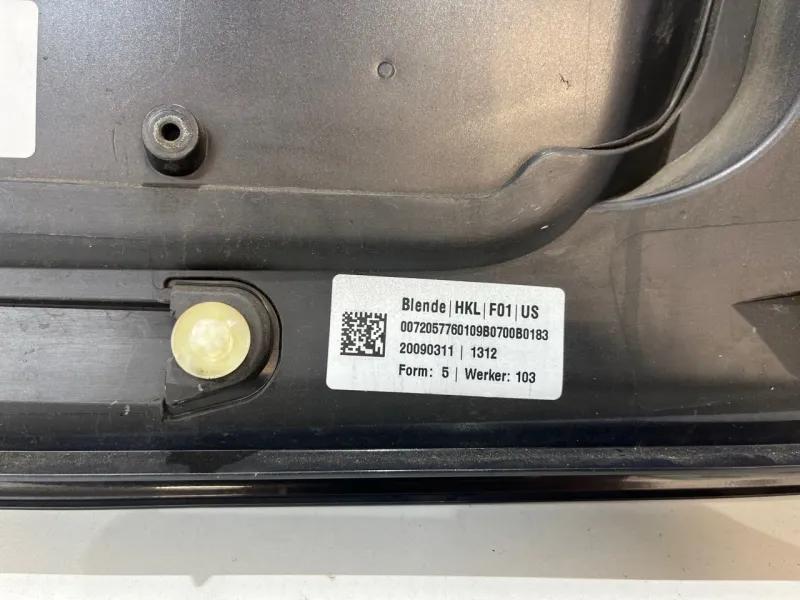 Blende|HKL|F01|US
0072057760109B0700B0183
20090311 | 1312
Form: 5 | Werker: 103